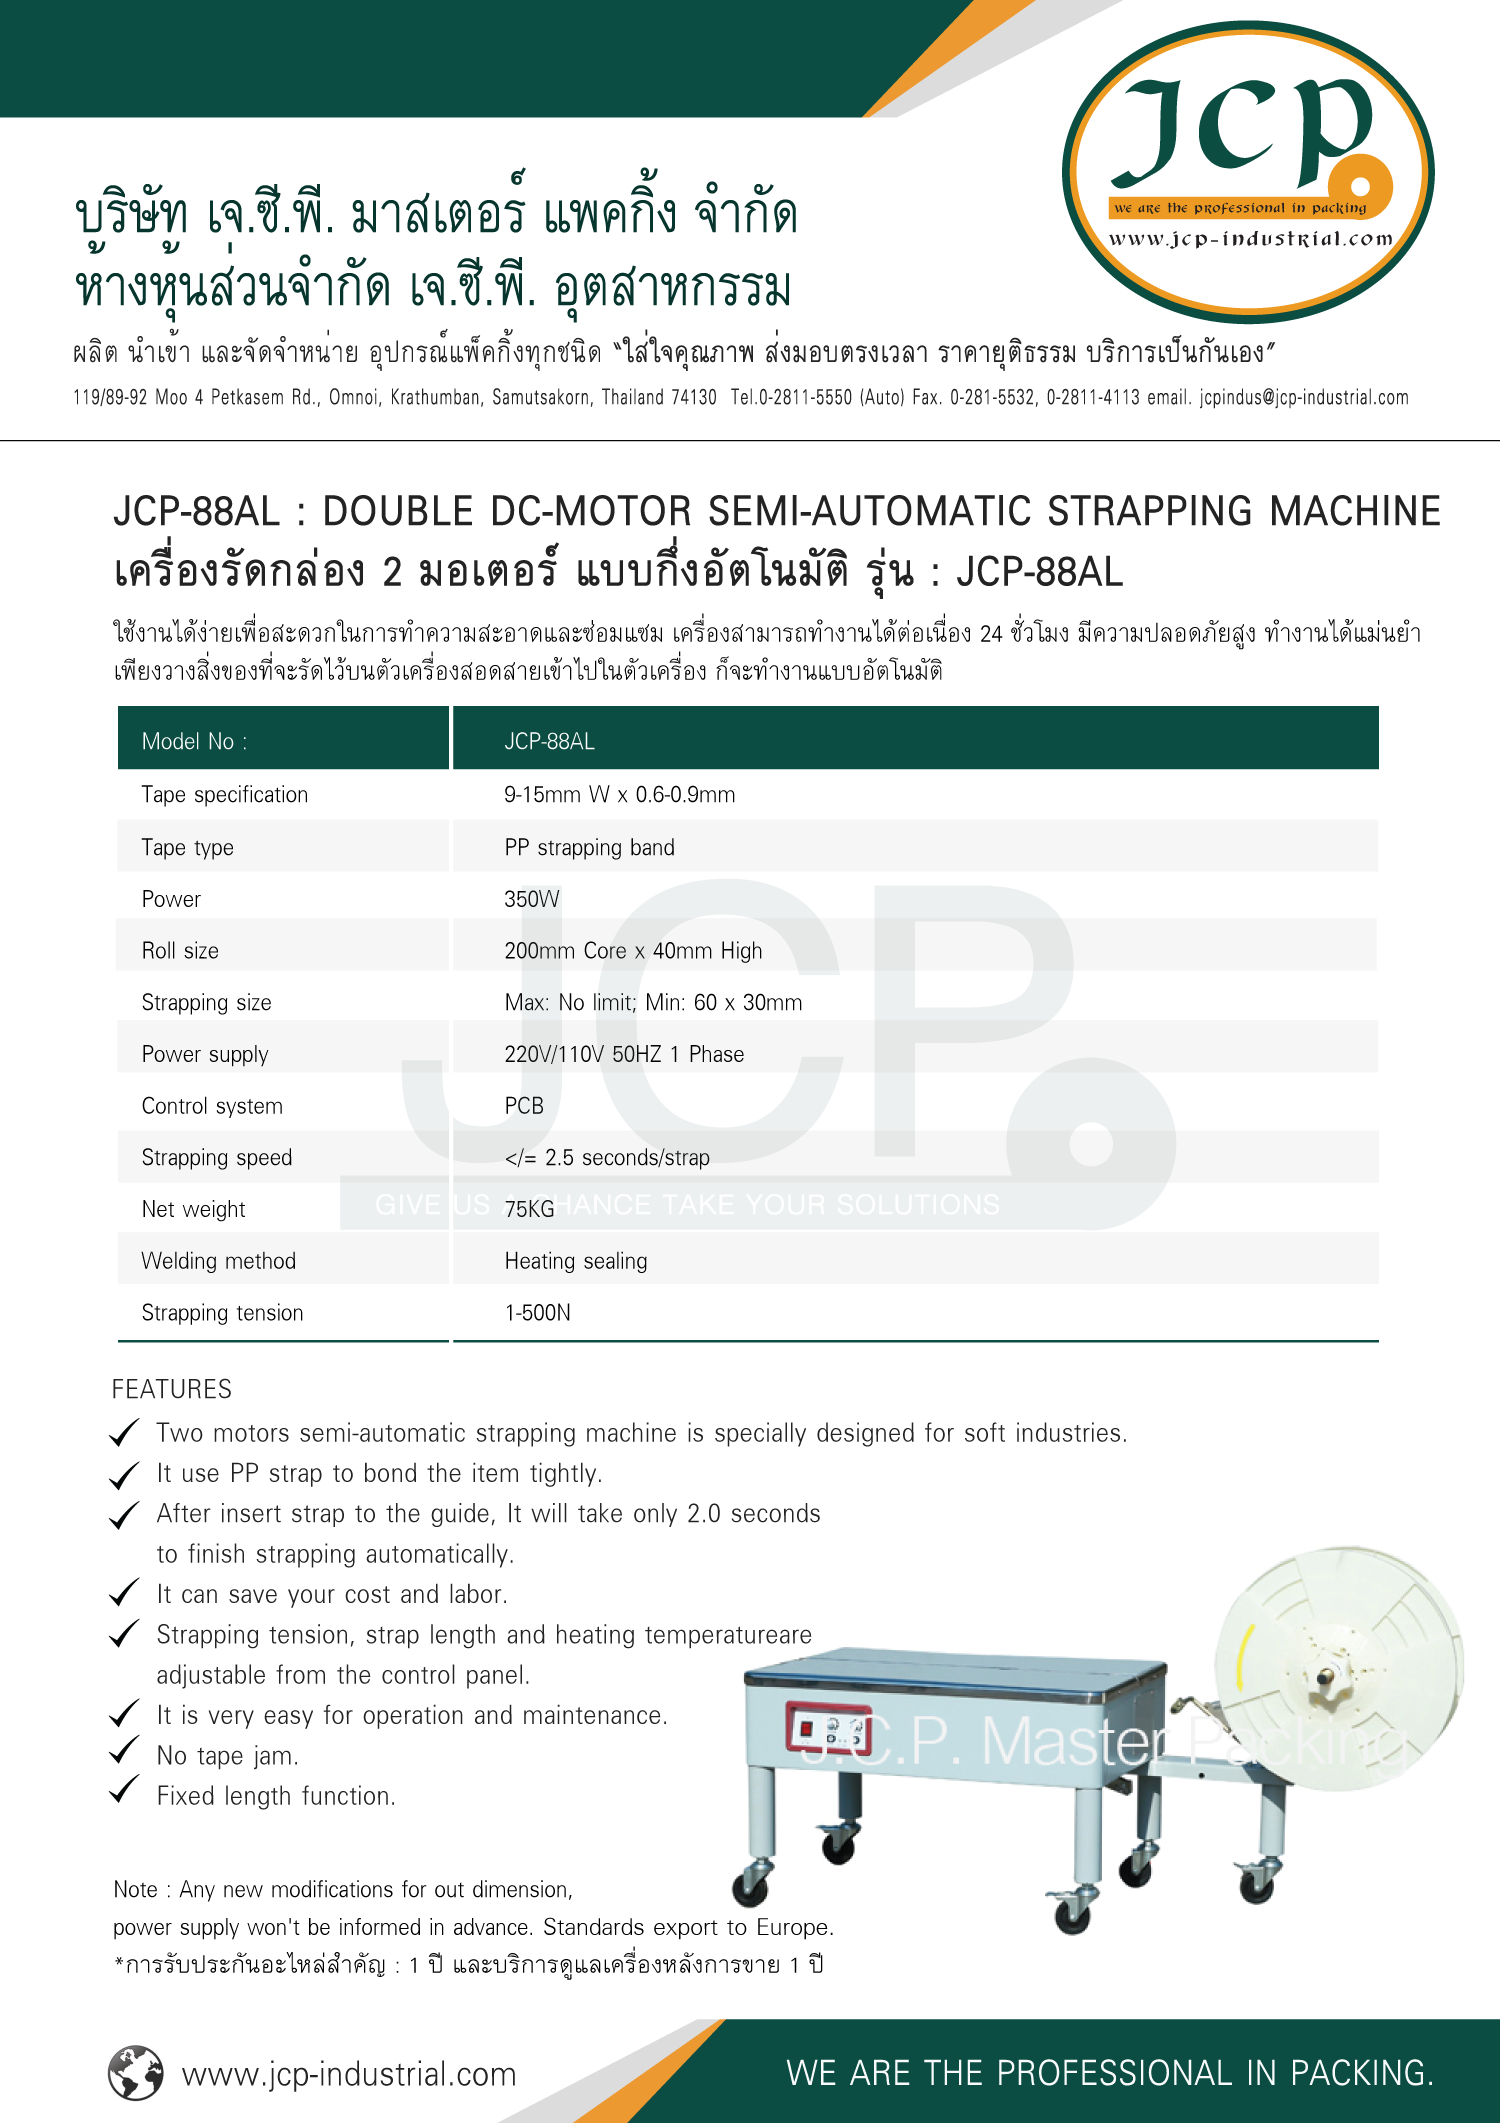 JCP
we are the professional in packing
www.jcp-industrial.com
บริษัท เจ.ซี.พี. มาสเตอร์ แพคกิ้ง จำกัด
ห้างหุ้นส่วนจำกัด เจ.ซี.พี. อุตสาหกรรม
ผลิต นำเข้า และจัดจำหน่าย อุปกรณ์แพ็คกิ้งทุกชนิด "ใส่ใจคุณภาพ ส่งมอบตรงเวลา ราคายุติธรรม บริการเป็นกันเอง"
119/89-92 Moo 4 Petkasem Rd., Omnoi, Krathumban, Samutsakorn, Thailand 74130 Tel.0-2811-5550 (Auto) Fax. 0-281-5532, 0-2811-4113 email. jcpindus@jcp-industrial.com
JCP-88AL : DOUBLE DC-MOTOR SEMI-AUTOMATIC STRAPPING MACHINE
เครื่องรัดกล่อง 2 มอเตอร์ แบบกึ่งอัตโนมัติ รุ่น : JCP-88AL
ใช้งานได้ง่ายเพื่อสะดวกในการทำความสะอาดและซ่อมแซม เครื่องสามารถทำงานได้ต่อเนื่อง 24 ชั่วโมง มีความปลอดภัยสูง ทำงานได้แม่นยำ
เพียงวางสิ่งของที่จะรัดไว้บนตัวเครื่องสอดสายเข้าไปในตัวเครื่อง ก็จะทำงานแบบอัตโนมัติ
Model No : JCP-88AL
Tape specification 9-15mm W x 0.6-0.9mm
Tape type PP strapping band
Power 350W
Roll size 200mm Core x 40mm High
Strapping size Max: No limit; Min: 60 x 30mm
Power supply 220V/110V 50HZ 1 Phase
Control system PCB
Strapping speed </= 2.5 seconds/strap
Net weight 75KG
Welding method Heating sealing
Strapping tension 1-500N
JCP
GIVE US A CHANCE TAKE YOUR SOLUTIONS
FEATURES
Two motors semi-automatic strapping machine is specially designed for soft industries.
It use PP strap to bond the item tightly.
After insert strap to the guide, It will take only 2.0 seconds
to finish strapping automatically.
It can save your cost and labor.
Strapping tension, strap length and heating temperatureare
adjustable from the control panel.
It is very easy for operation and maintenance.
No tape jam.
Fixed length function.
J.C.P. Master Packing
Note : Any new modifications for out dimension,
power supply won't be informed in advance. Standards export to Europe.
*การรับประกันอะไหล่สำคัญ : 1 ปี และบริการดูแลเครื่องหลังการขาย 1 ปี
www.jcp-industrial.com
WE ARE THE PROFESSIONAL IN PACKING.